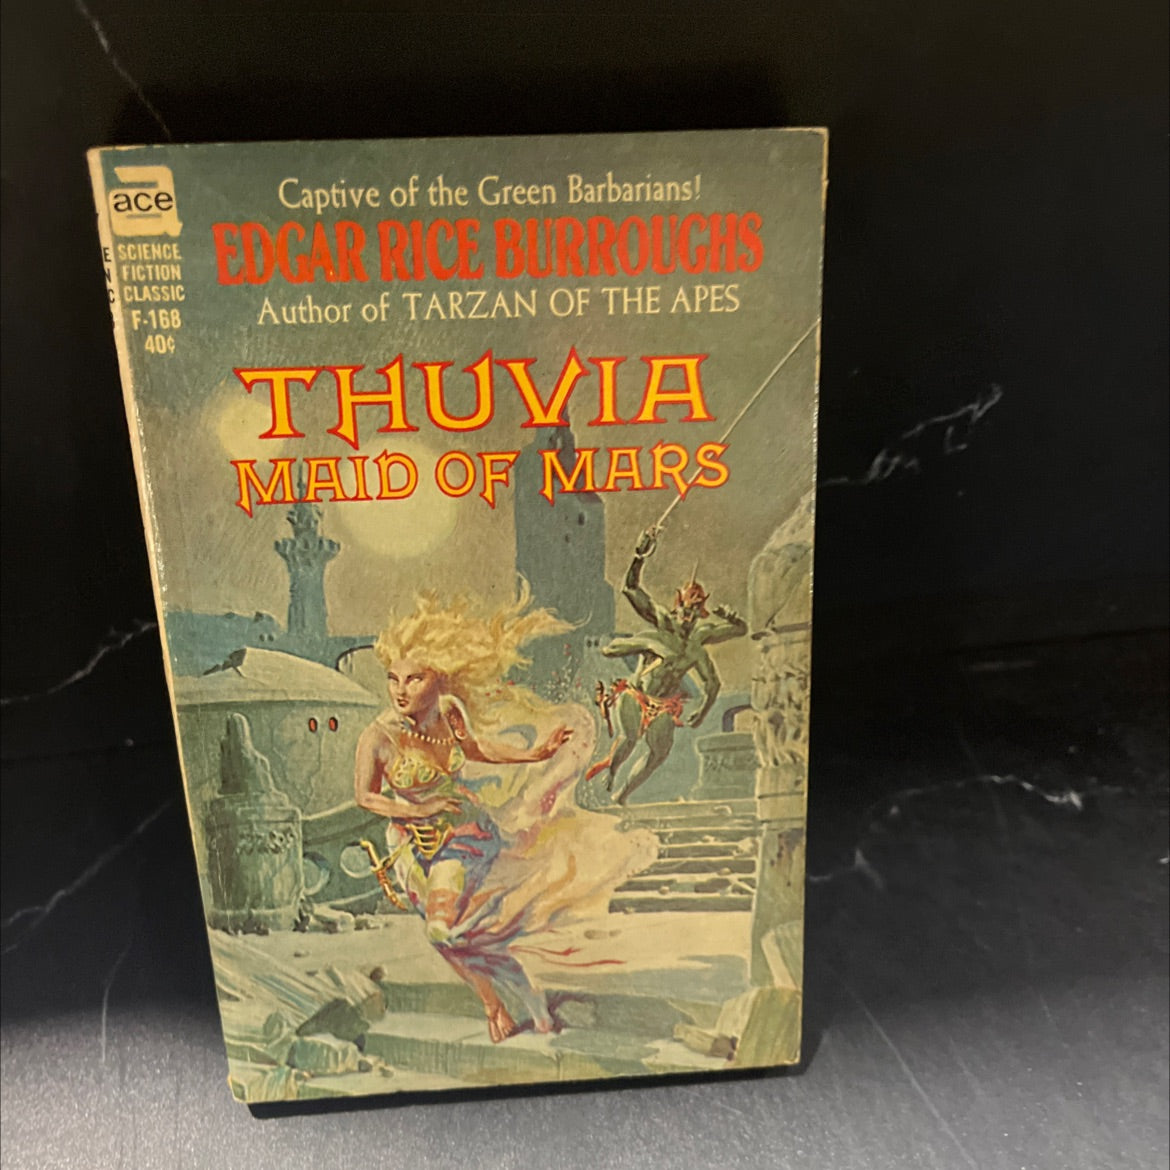 ace
SCIENCE
FICTION
CLASSIC
F-168
40¢
Captive of the Green Barbarians!
EDGAR RICE BURROUGHS
Author of TARZAN OF THE APES
THUVIA
MAID OF MARS